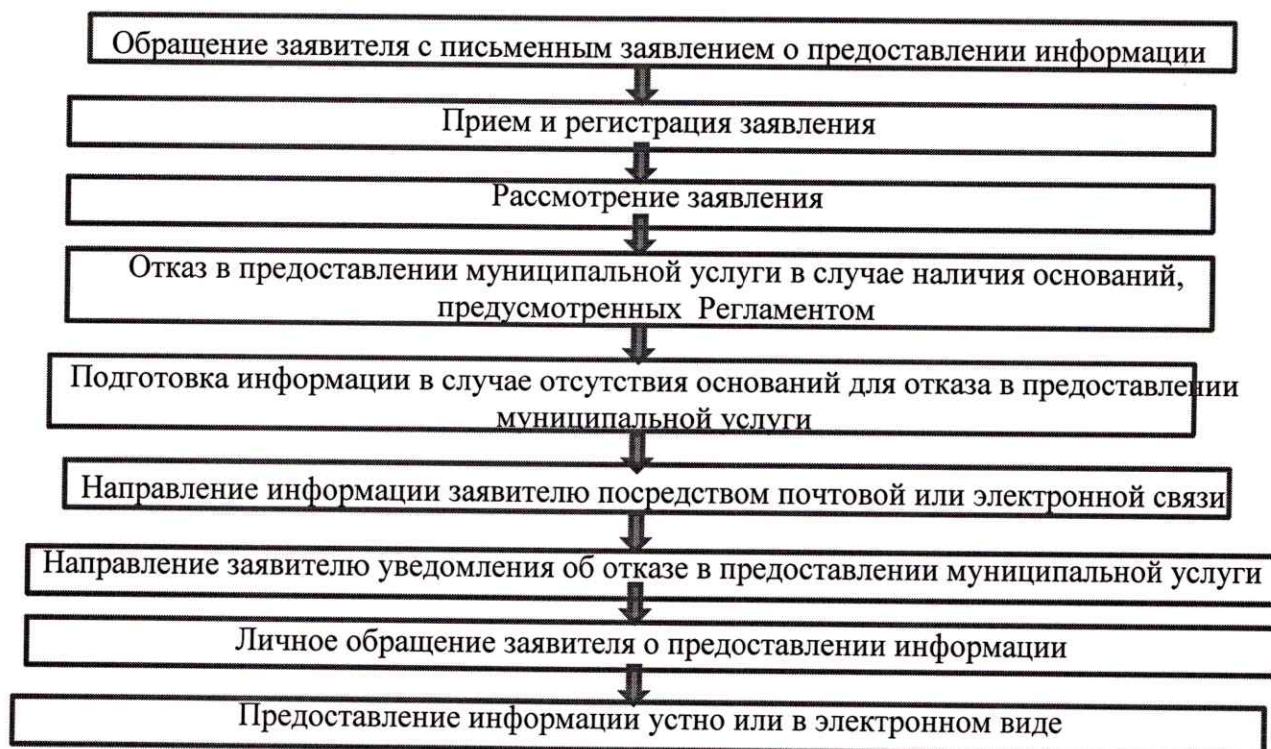 Обращение заявителя с письменным заявлением о предоставлении информации
Прием и регистрация заявления
Рассмотрение заявления
Отказ в предоставлении муниципальной услуги в случае наличия оснований,
предусмотренных Регламентом
Подготовка информации в случае отсутствия оснований для отказа в предоставлении
муниципальной услуги
Направление информации заявителю посредством почтовой или электронной связи
Направление заявителю уведомления об отказе в предоставлении муниципальной услуги
Личное обращение заявителя о предоставлении информации
Предоставление информации устно или в электронном виде